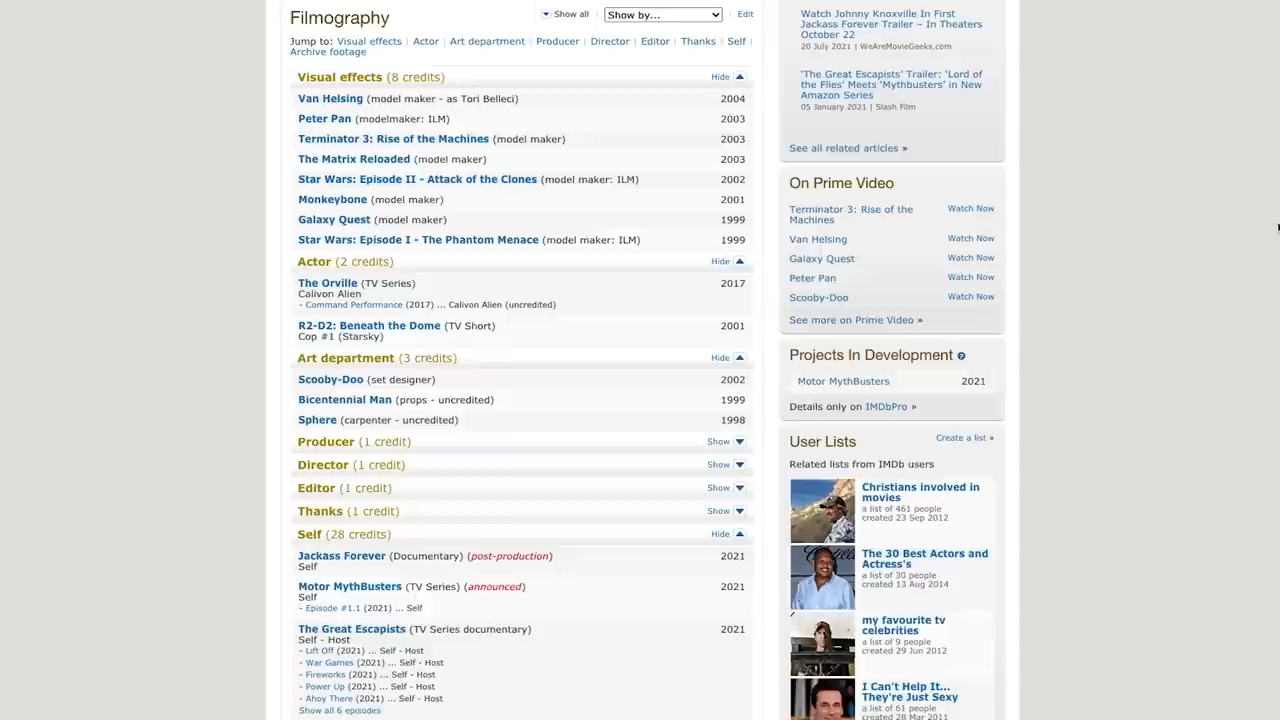 Filmography
Show all | Show by... | Edit
Jump to: Visual effects | Actor | Art department | Producer | Director | Editor | Thanks | Self |
Archive footage
Visual effects (8 credits) Hide
Van Helsing (model maker - as Tori Belleci) 2004
Peter Pan (modelmaker: ILM) 2003
Terminator 3: Rise of the Machines (model maker) 2003
The Matrix Reloaded (model maker) 2003
Star Wars: Episode II - Attack of the Clones (model maker: ILM) 2002
Monkeybone (model maker) 2001
Galaxy Quest (model maker) 1999
Star Wars: Episode I - The Phantom Menace (model maker: ILM) 1999
Actor (2 credits) Hide
The Orville (TV Series) 2017
Calivon Alien
- Command Performance (2017) ... Calivon Alien (uncredited)
R2-D2: Beneath the Dome (TV Short) 2001
Cop #1 (Starsky)
Art department (3 credits) Hide
Scooby-Doo (set designer) 2002
Bicentennial Man (props - uncredited) 1999
Sphere (carpenter - uncredited) 1998
Producer (1 credit) Show
Director (1 credit) Show
Editor (1 credit) Show
Thanks (1 credit) Show
Self (28 credits) Hide
Jackass Forever (Documentary) (post-production) 2021
Self
Motor MythBusters (TV Series) (announced) 2021
Self
- Episode #1.1 (2021) ... Self
The Great Escapists (TV Series documentary) 2021
Self - Host
- Lift Off (2021) ... Self - Host
- War Games (2021) ... Self - Host
- Fireworks (2021) ... Self - Host
- Power Up (2021) ... Self - Host
- Ahoy There (2021) ... Self - Host
Show all 6 episodes
Watch Johnny Knoxville In First
Jackass Forever Trailer – In Theaters
October 22
20 July 2021 | WeAreMovieGeeks.com
'The Great Escapists' Trailer: 'Lord of
the Flies' Meets 'Mythbusters' in New
Amazon Series
05 January 2021 | Slash Film
See all related articles »
On Prime Video
Terminator 3: Rise of the Watch Now
Machines
Van Helsing Watch Now
Galaxy Quest Watch Now
Peter Pan Watch Now
Scooby-Doo Watch Now
See more on Prime Video »
Projects In Development ?
Motor MythBusters 2021
Details only on IMDbPro »
User Lists Create a list »
Related lists from IMDb users
Christians involved in
movies
a list of 461 people
created 23 Sep 2012
The 30 Best Actors and
Actress's
a list of 30 people
created 13 Aug 2014
my favourite tv
celebrities
a list of 9 people
created 29 Jun 2012
I Can't Help It...
They're Just Sexy
a list of 61 people
created 28 Mar 2011